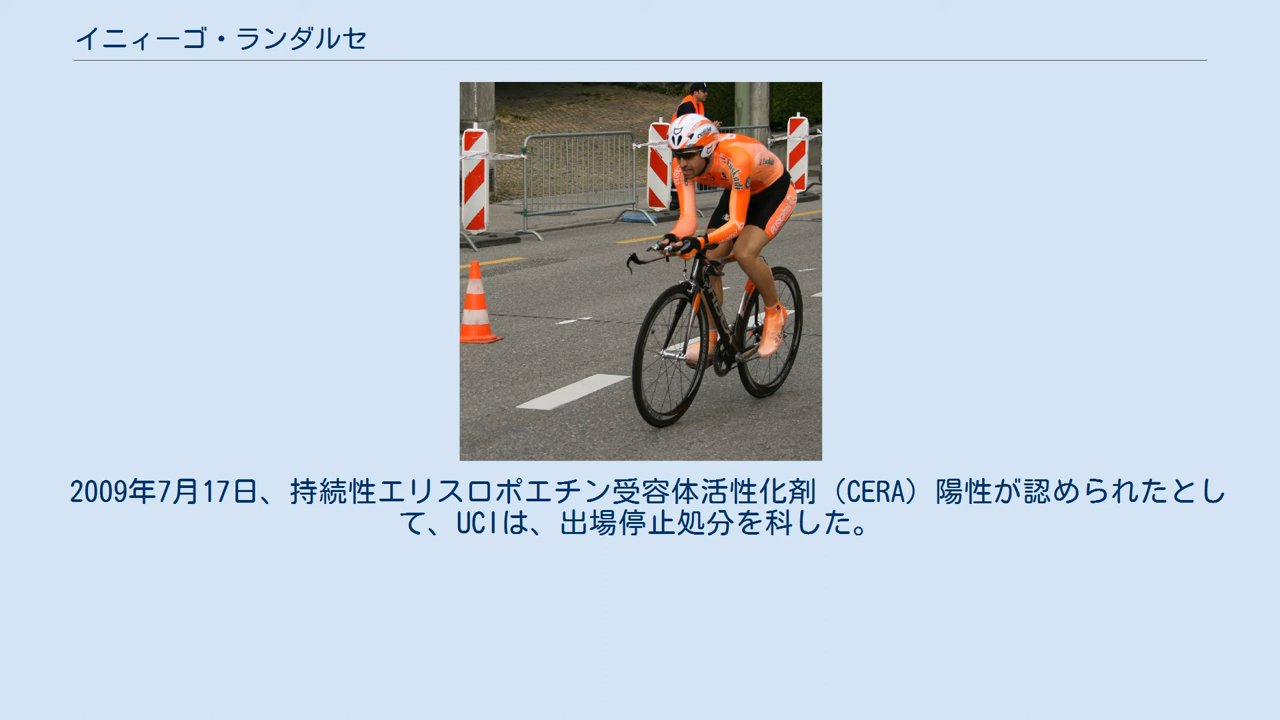 イニィーゴ・ランダルセ
2009年7月17日、持続性エリスロポエチン受容体活性化剤（CERA）陽性が認められたとし
て、UCIは、出場停止処分を科した。